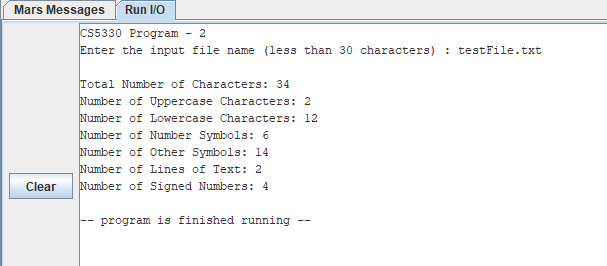 Mars Messages Run I/O
CS5330 Program - 2
Enter the input file name (less than 30 characters) : testFile.txt
Total Number of Characters: 34
Number of Uppercase Characters: 2
Number of Lowercase Characters: 12
Number of Number Symbols: 6
Number of Other Symbols: 14
Number of Lines of Text: 2
Clear
Number of Signed Numbers: 4
-- program is finished running --